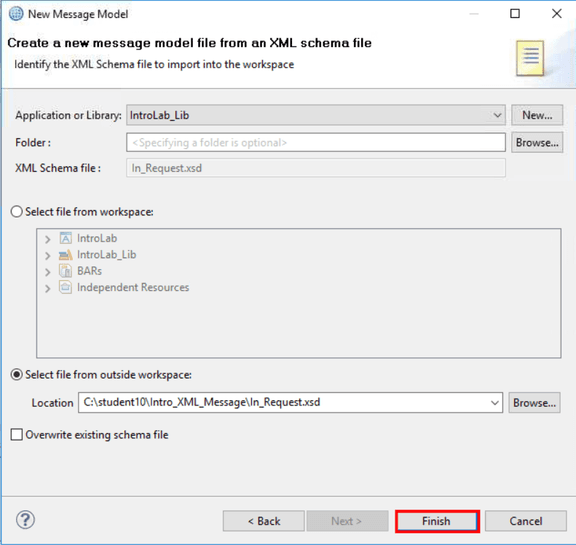 New Message Model
Create a new message model file from an XML schema file
Identify the XML Schema file to import into the workspace
Application or Library: IntroLab_Lib New...
Folder : <Specifying a folder is optional> Browse...
XML Schema file : In_Request.xsd
Select file from workspace:
IntroLab
IntroLab_Lib
BARs
Independent Resources
Select file from outside workspace:
Location C:\student10\Intro_XML_Message\In_Request.xsd Browse...
Overwrite existing schema file
? < Back Next > Finish Cancel